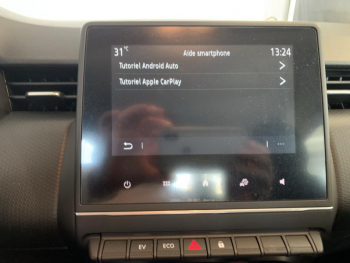 31°C Aide smartphone 13:24
Tutoriel Android Auto
Tutoriel Apple CarPlay
EV ECO